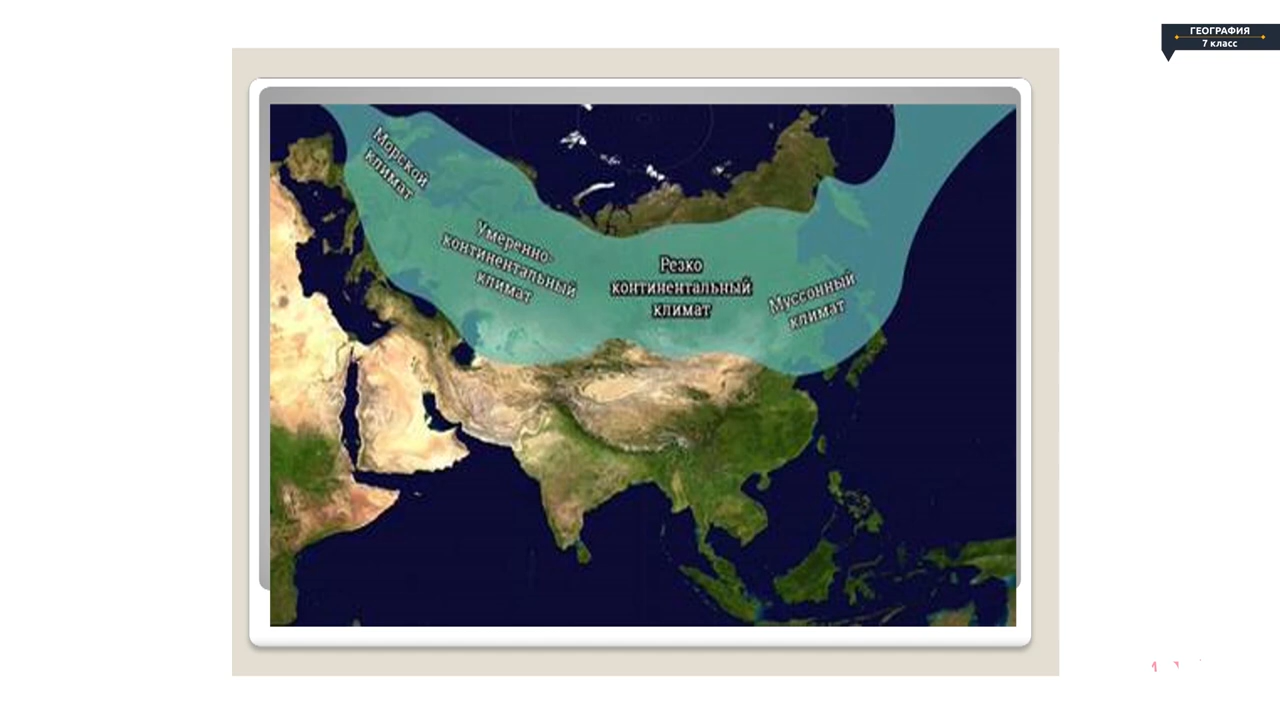 ГЕОГРАФИЯ
7 класс
Морской
климат
Умеренно-
континентальный
климат
Резко
континентальный
климат
Муссонный
климат